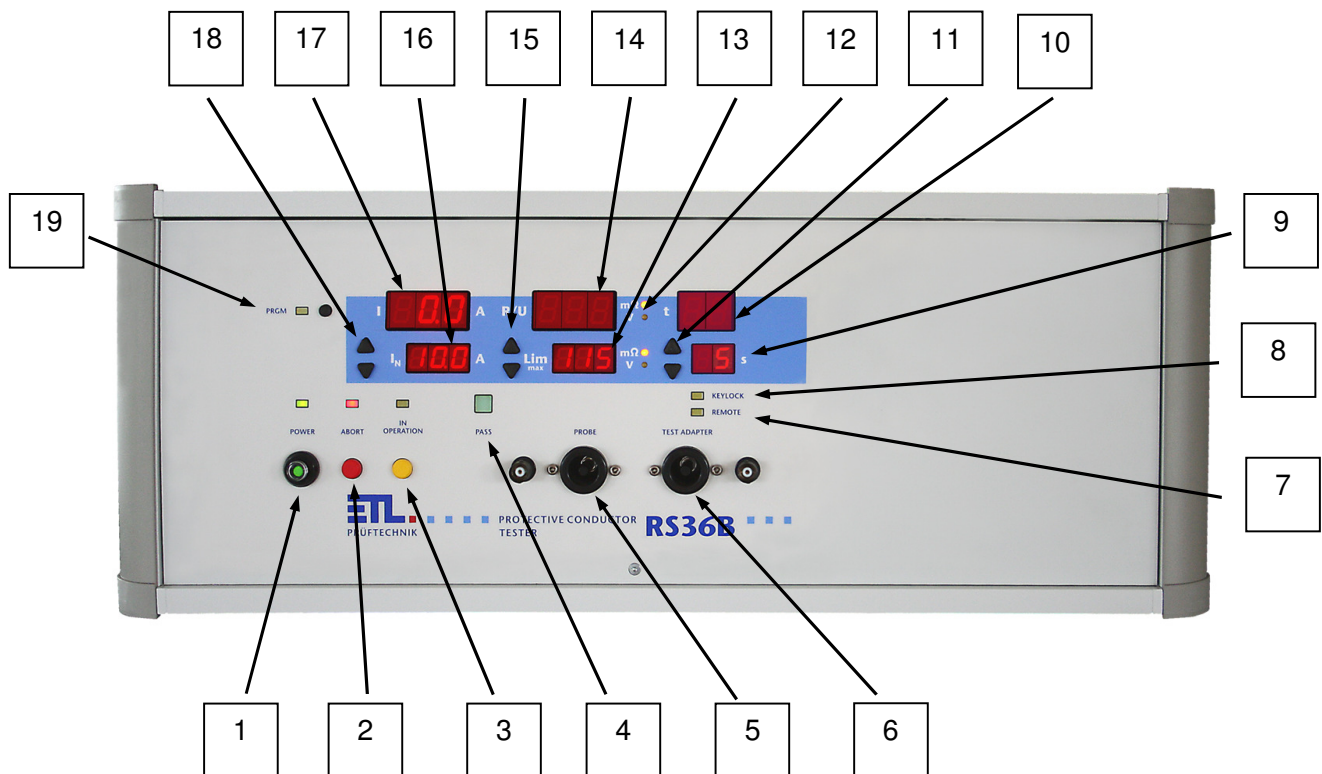 18 17 16 15 14 13 12 11 10
19
9
PRGM I 0.0 A R/U mΩ V t
I N 10.0 A Lim max 115 mΩ V 5 s
8
KEYLOCK
REMOTE
POWER ABORT IN OPERATION PASS PROBE TEST ADAPTER
7
ETL. PROTECTIVE CONDUCTOR RS36B
PRÜFTECHNIK TESTER
1 2 3 4 5 6